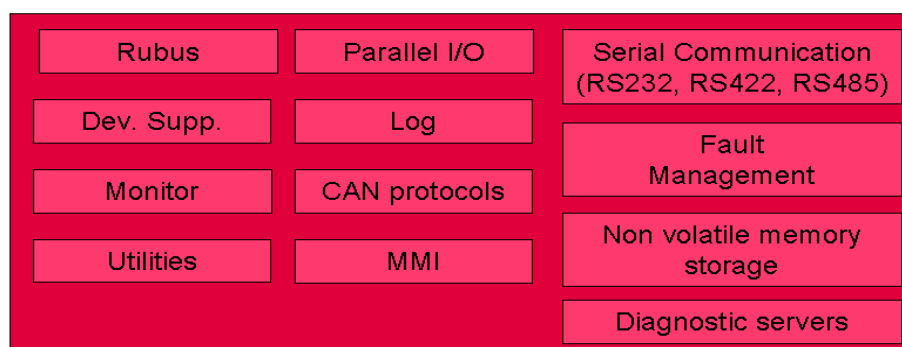 Rubus
Dev. Supp.
Monitor
Utilities
Parallel I/O
Log
CAN protocols
MMI
Serial Communication
(RS232, RS422, RS485)
Fault
Management
Non volatile memory
storage
Diagnostic servers